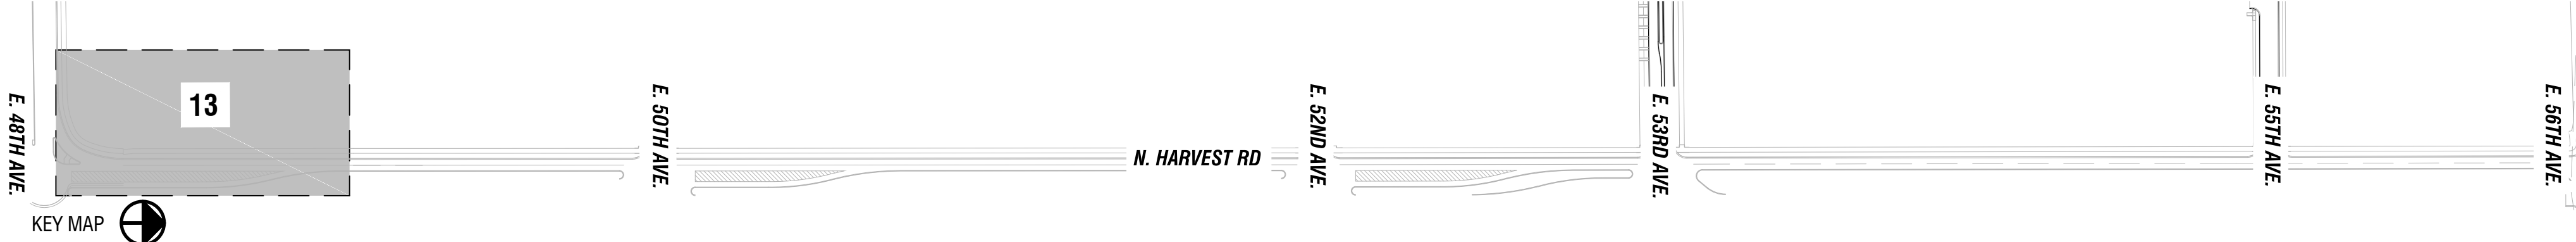 E. 48TH AVE.
13
E. 50TH AVE.
N. HARVEST RD
E. 52ND AVE.
E. 53RD AVE.
E. 55TH AVE.
E. 56TH AVE.
KEY MAP